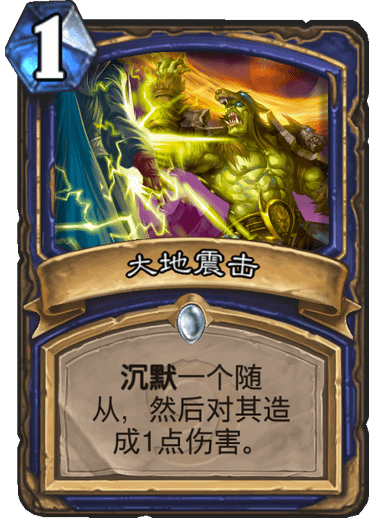 1
大地震击
沉默一个随
从，然后对其造
成1点伤害。